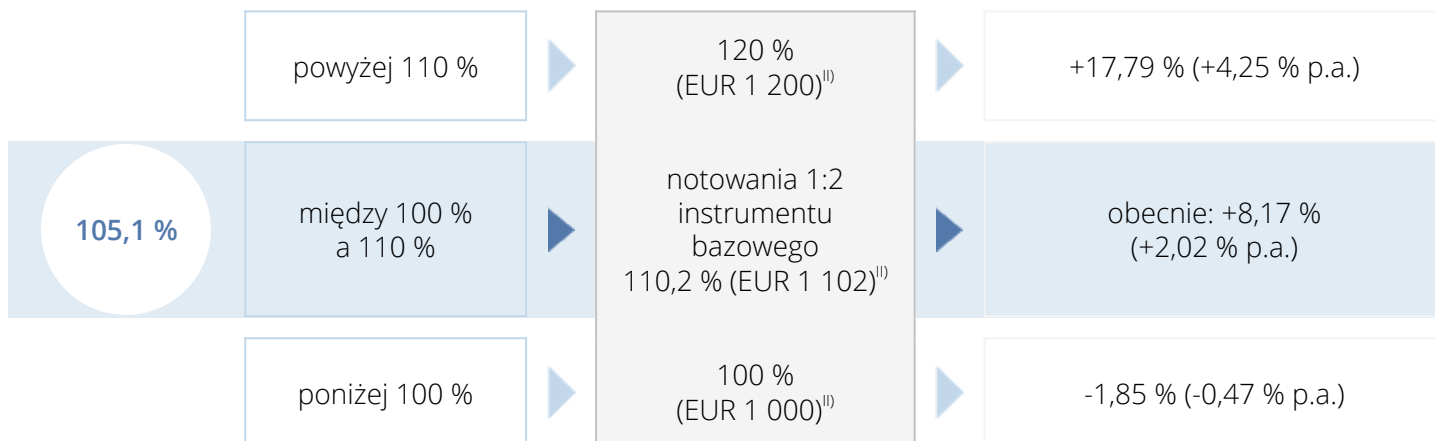 powyżej 110 %
120 %
(EUR 1 200)II)
+17,79 % (+4,25 % p.a.)
105,1 %
między 100 %
a 110 %
notowania 1:2
instrumentu
bazowego
110,2 % (EUR 1 102)II)
obecnie: +8,17 %
(+2,02 % p.a.)
poniżej 100 %
100 %
(EUR 1 000)II)
-1,85 % (-0,47 % p.a.)